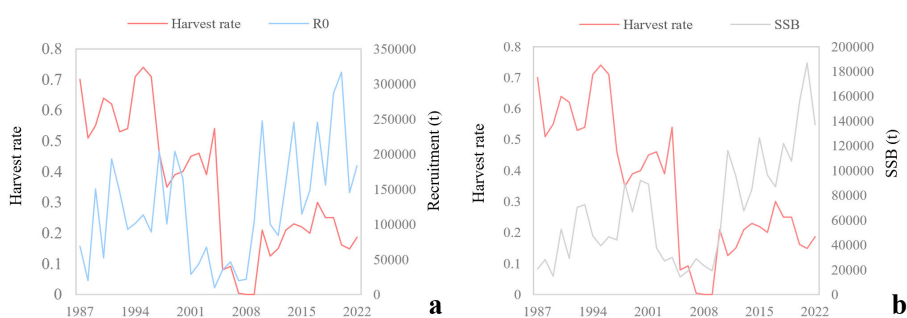 Harvest rate R0
0.8 350000
0.7 300000
0.6 250000
0.5 200000
0.4 150000
0.3 100000
0.2 50000
0.1 0
0
1987 1994 2001 2008 2015 2022
Harvest rate
Recruitment (t)
a
Harvest rate SSB
0.8 200000
0.7 180000
0.6 160000
0.5 140000
0.4 120000
0.3 100000
0.2 80000
0.1 60000
0 40000
20000
0
1987 1994 2001 2008 2015 2022
Harvest rate
SSB (t)
b